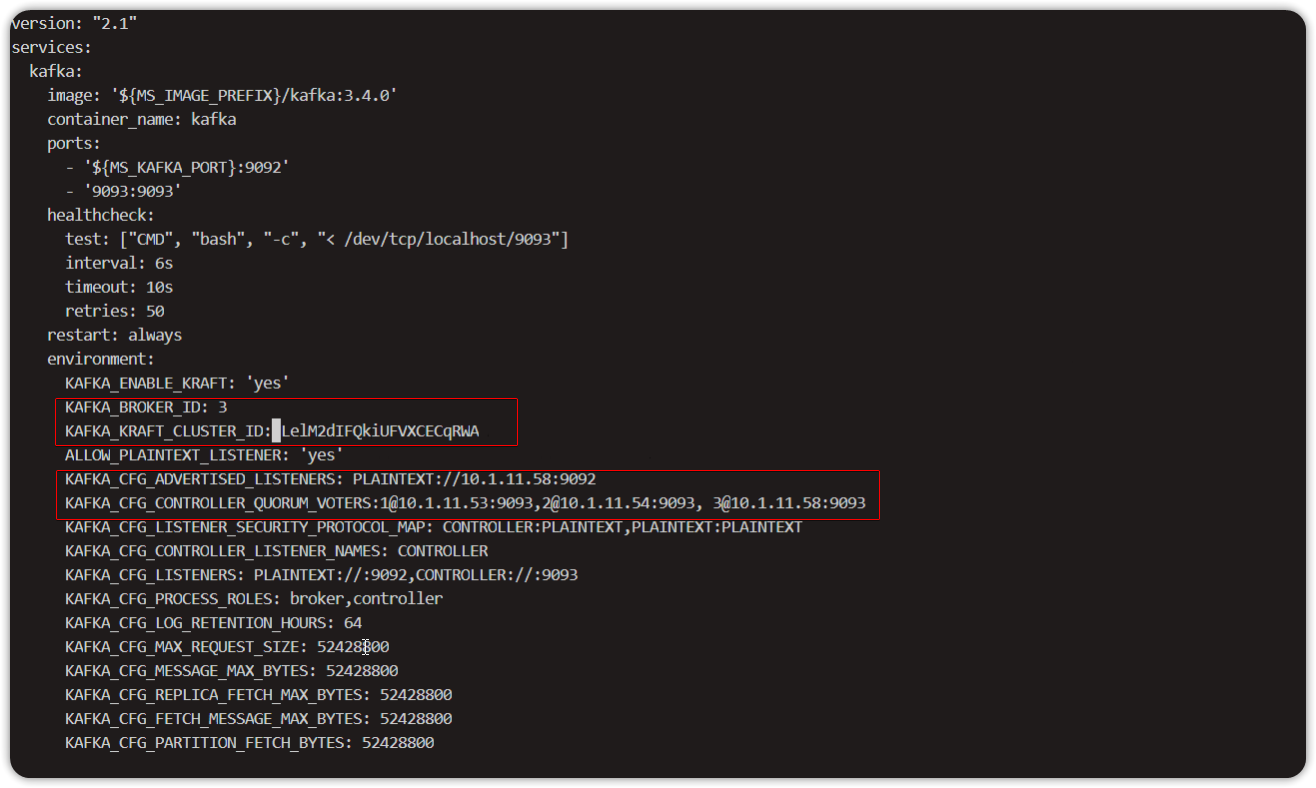 version: "2.1"
services:
  kafka:
    image: '${MS_IMAGE_PREFIX}/kafka:3.4.0'
    container_name: kafka
    ports:
      - '${MS_KAFKA_PORT}:9092'
      - '9093:9093'
    healthcheck:
      test: ["CMD", "bash", "-c", "< /dev/tcp/localhost/9093"]
      interval: 6s
      timeout: 10s
      retries: 50
    restart: always
    environment:
      KAFKA_ENABLE_KRAFT: 'yes'
      KAFKA_BROKER_ID: 3
      KAFKA_KRAFT_CLUSTER_ID: LelM2dIFQkiUFVXCECqRWA
      ALLOW_PLAINTEXT_LISTENER: 'yes'
      KAFKA_CFG_ADVERTISED_LISTENERS: PLAINTEXT://10.1.11.58:9092
      KAFKA_CFG_CONTROLLER_QUORUM_VOTERS:1@10.1.11.53:9093,2@10.1.11.54:9093, 3@10.1.11.58:9093
      KAFKA_CFG_LISTENER_SECURITY_PROTOCOL_MAP: CONTROLLER:PLAINTEXT,PLAINTEXT:PLAINTEXT
      KAFKA_CFG_CONTROLLER_LISTENER_NAMES: CONTROLLER
      KAFKA_CFG_LISTENERS: PLAINTEXT://:9092,CONTROLLER://:9093
      KAFKA_CFG_PROCESS_ROLES: broker,controller
      KAFKA_CFG_LOG_RETENTION_HOURS: 64
      KAFKA_CFG_MAX_REQUEST_SIZE: 52428800
      KAFKA_CFG_MESSAGE_MAX_BYTES: 52428800
      KAFKA_CFG_REPLICA_FETCH_MAX_BYTES: 52428800
      KAFKA_CFG_FETCH_MESSAGE_MAX_BYTES: 52428800
      KAFKA_CFG_PARTITION_FETCH_BYTES: 52428800